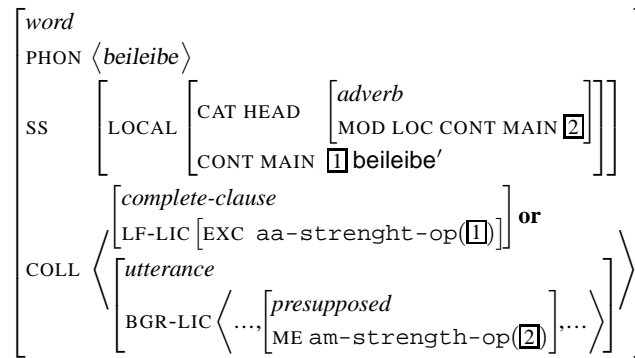 word
PHON ⟨beileibe⟩
SS [LOCAL [CAT HEAD [adverb
MOD LOC CONT MAIN [2]]
CONT MAIN [1] beileibe′]]
COLL ⟨[complete-clause
LF-LIC [EXC aa-strenght-op([1])]] or
[utterance
BGR-LIC ⟨…,[presupposed
ME am-strength-op([2])],…⟩]⟩